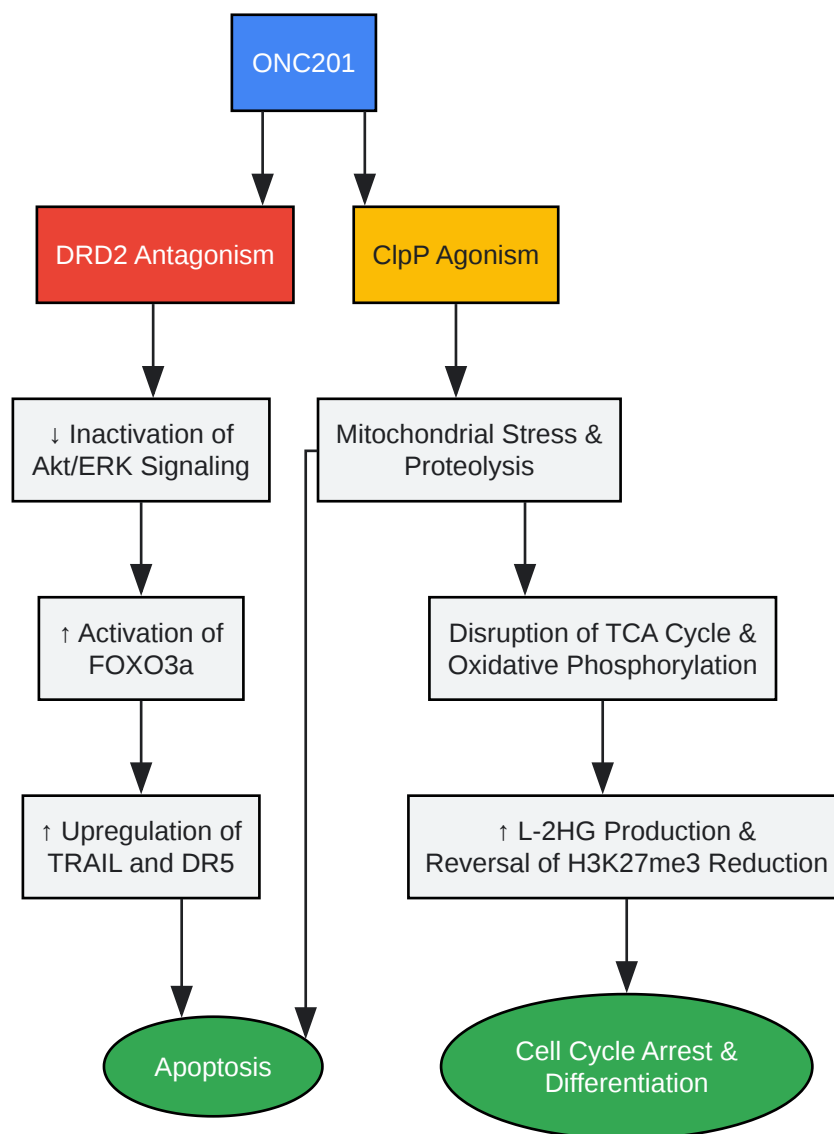 ONC201
DRD2 Antagonism
ClpP Agonism
↓ Inactivation of
Akt/ERK Signaling
Mitochondrial Stress &
Proteolysis
↑ Activation of
FOXO3a
Disruption of TCA Cycle &
Oxidative Phosphorylation
↑ Upregulation of
TRAIL and DR5
↑ L-2HG Production &
Reversal of H3K27me3 Reduction
Apoptosis
Cell Cycle Arrest &
Differentiation